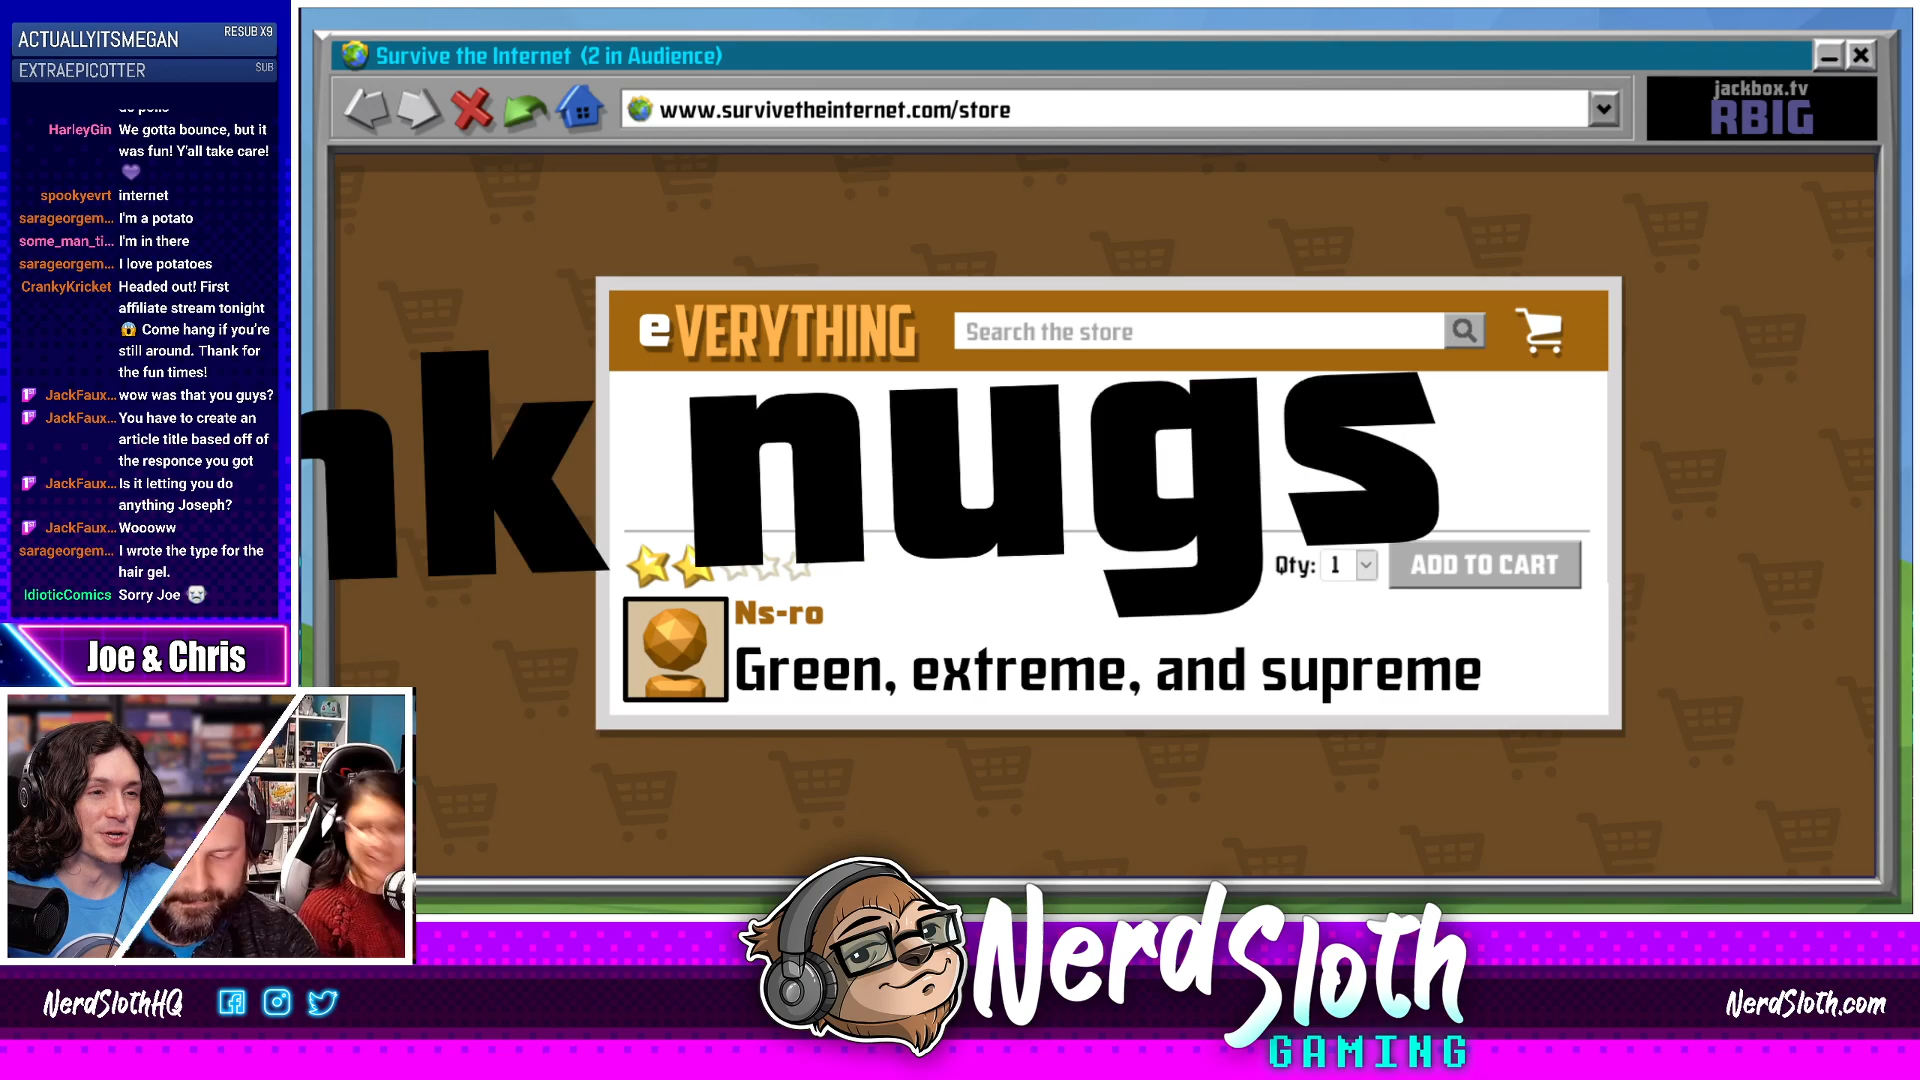 ACTUALLYITSMEGAN RESUB X9
EXTRAEPICOTTER SUB
HarleyGin We gotta bounce, but it
was fun! Y'all take care!
spookyevrt internet
sarageorgem... I'm a potato
some_man_ti... I'm in there
sarageorgem... I love potatoes
CrankyKricket Headed out! First
affiliate stream tonight
😱 Come hang if you're
still around. Thank for
the fun times!
JackFaux... wow was that you guys?
JackFaux... You have to create an
article title based off of
the responce you got
JackFaux... Is it letting you do
anything Joseph?
JackFaux... Woooww
sarageorgem... I wrote the type for the
hair gel.
IdioticComics Sorry Joe
Joe & Chris
Survive the Internet (2 in Audience)
www.survivetheinternet.com/store
jackbox.tv
RBIG
eVERYTHING
Search the store
nk nugs
Qty: 1 ADD TO CART
Ns-ro
Green, extreme, and supreme
NerdSloth
GAMING
NerdSlothHQ
NerdSloth.com